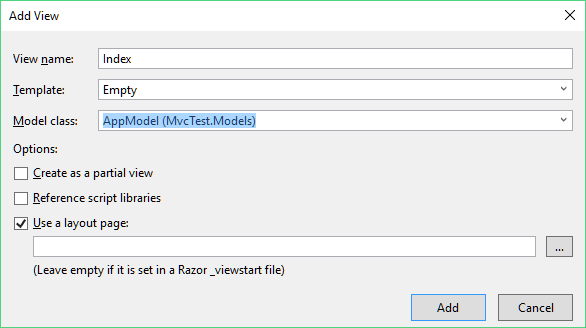 Add View
View name: Index
Template: Empty
Model class: AppModel (MvcTest.Models)
Options:
Create as a partial view
Reference script libraries
Use a layout page:
...
(Leave empty if it is set in a Razor _viewstart file)
Add Cancel